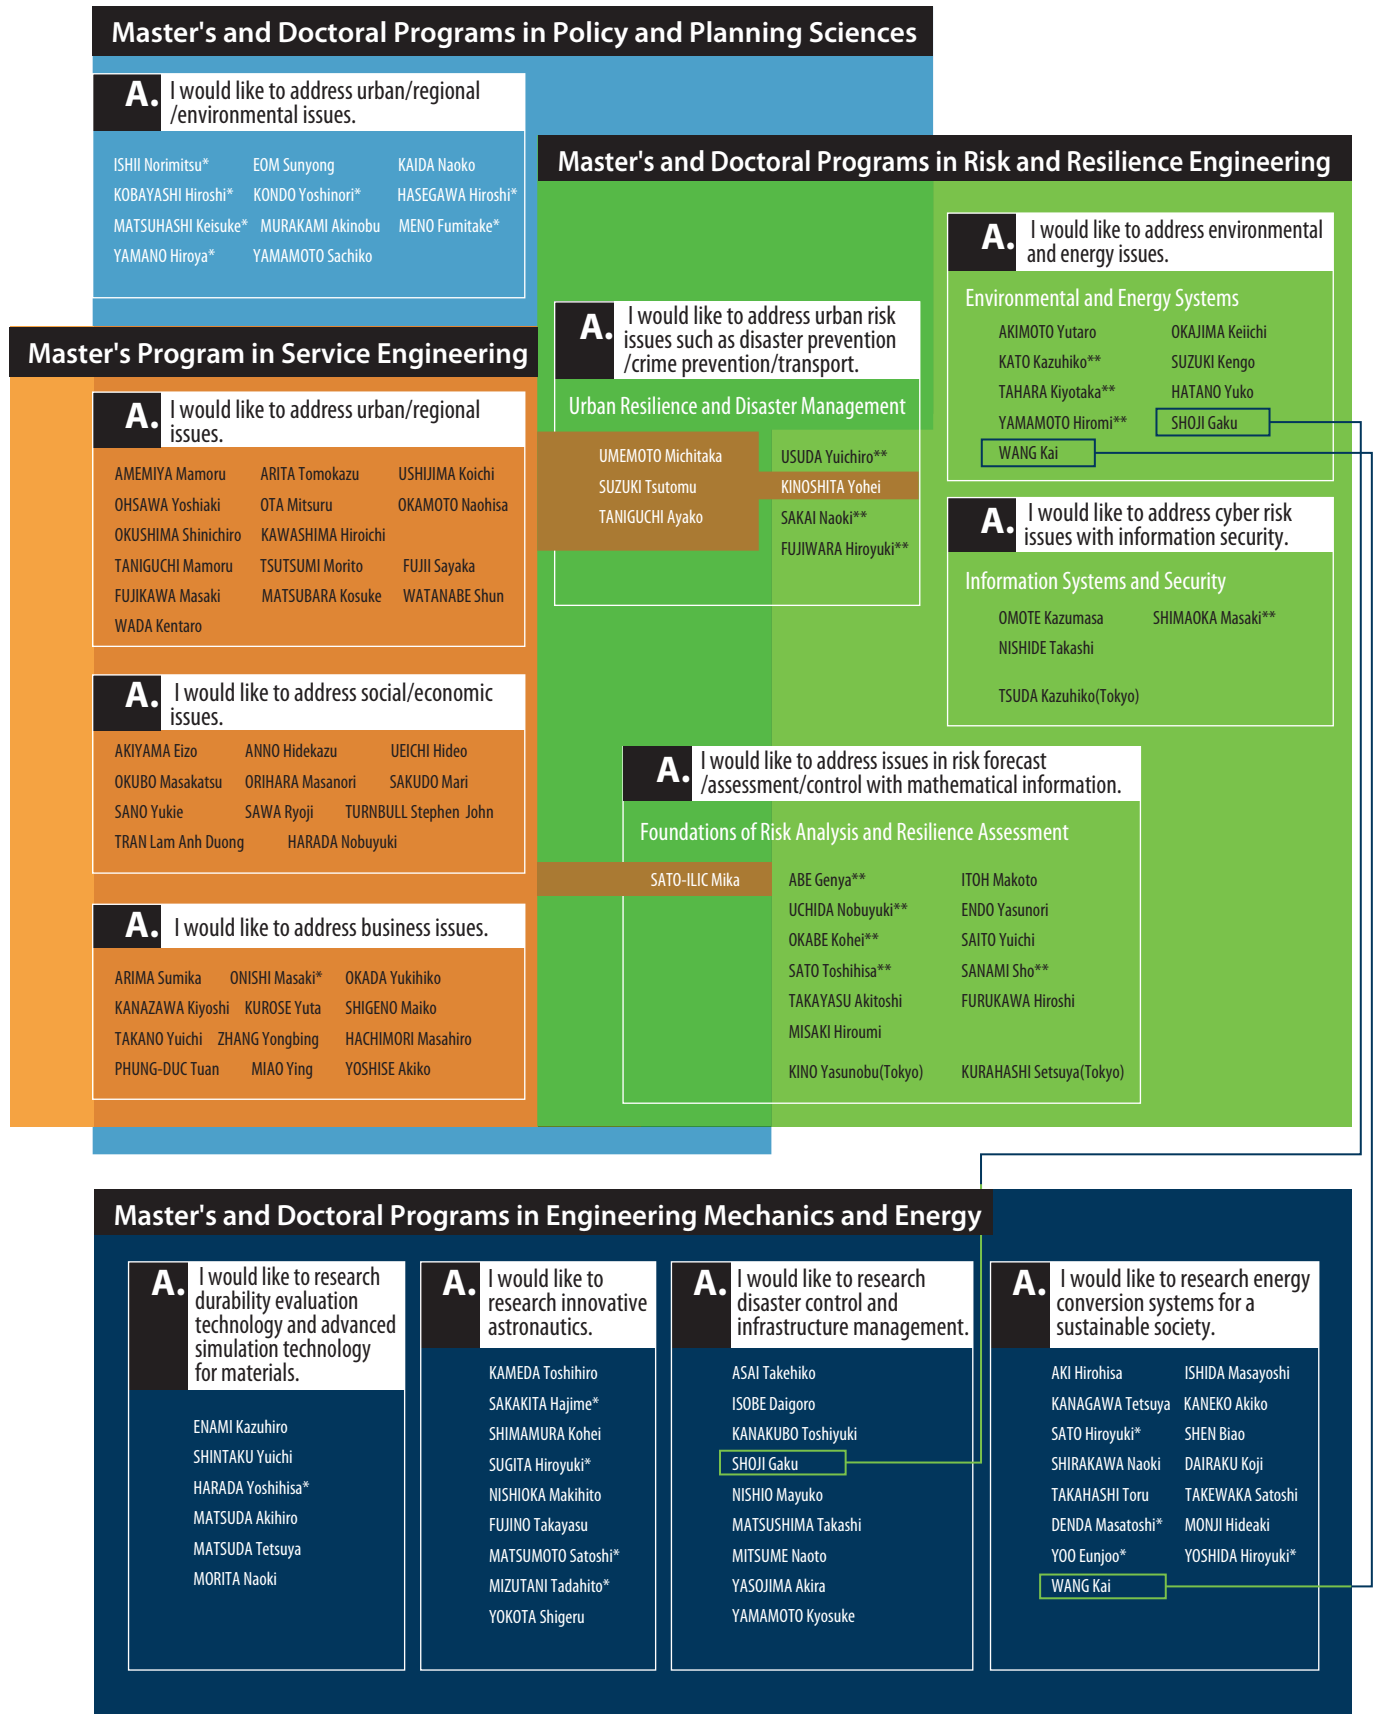 Master's and Doctoral Programs in Policy and Planning Sciences
A. I would like to address urban/regional
/environmental issues.
ISHII Norimitsu* EOM Sunyong KAIDA Naoko
KOBAYASHI Hiroshi* KONDO Yoshinori* HASEGAWA Hiroshi*
MATSUHASHI Keisuke* MURAKAMI Akinobu MENO Fumitake*
YAMANO Hiroya* YAMAMOTO Sachiko
Master's Program in Service Engineering
A. I would like to address urban/regional
issues.
AMEMIYA Mamoru ARITA Tomokazu USHIJIMA Koichi
OHSAWA Yoshiaki OTA Mitsuru OKAMOTO Naohisa
OKUSHIMA Shinichiro KAWASHIMA Hiroichi
TANIGUCHI Mamoru TSUTSUMI Morito FUJII Sayaka
FUJIKAWA Masaki MATSUBARA Kosuke WATANABE Shun
WADA Kentaro
A. I would like to address social/economic
issues.
AKIYAMA Eizo ANNO Hidekazu UEICHI Hideo
OKUBO Masakatsu ORIHARA Masanori SAKUDO Mari
SANO Yukie SAWA Ryoji TURNBULL Stephen John
TRAN Lam Anh Duong HARADA Nobuyuki
A. I would like to address business issues.
ARIMA Sumika ONISHI Masaki* OKADA Yukihiko
KANAZAWA Kiyoshi KUROSE Yuta SHIGENO Maiko
TAKANO Yuichi ZHANG Yongbing HACHIMORI Masahiro
PHUNG-DUC Tuan MIAO Ying YOSHISE Akiko
Master's and Doctoral Programs in Risk and Resilience Engineering
A. I would like to address urban risk
issues such as disaster prevention
/crime prevention/transport.
Urban Resilience and Disaster Management
UMEMOTO Michitaka USUDA Yuichiro**
SUZUKI Tsutomu KINOSHITA Yohei
TANIGUCHI Ayako SAKAI Naoki**
FUJIWARA Hiroyuki**
A. I would like to address environmental
and energy issues.
Environmental and Energy Systems
AKIMOTO Yutaro OKAJIMA Keiichi
KATO Kazuhiko** SUZUKI Kengo
TAHARA Kiyotaka** HATANO Yuko
YAMAMOTO Hiromi** SHOJI Gaku
WANG Kai
A. I would like to address cyber risk
issues with information security.
Information Systems and Security
OMOTE Kazumasa SHIMAOKA Masaki**
NISHIDE Takashi
TSUDA Kazuhiko(Tokyo)
A. I would like to address issues in risk forecast
/assessment/control with mathematical information.
Foundations of Risk Analysis and Resilience Assessment
SATO-ILIC Mika ABE Genya** ITOH Makoto
UCHIDA Nobuyuki** ENDO Yasunori
OKABE Kohei** SAITO Yuichi
SATO Toshihisa** SANAMI Sho**
TAKAYASU Akitoshi FURUKAWA Hiroshi
MISAKI Hiroumi
KINO Yasunobu(Tokyo) KURAHASHI Setsuya(Tokyo)
Master's and Doctoral Programs in Engineering Mechanics and Energy
A. I would like to research
durability evaluation
technology and advanced
simulation technology
for materials.
ENAMI Kazuhiro
SHINTAKU Yuichi
HARADA Yoshihisa*
MATSUDA Akihiro
MATSUDA Tetsuya
MORITA Naoki
A. I would like to
research innovative
astronautics.
KAMEDA Toshihiro
SAKAKITA Hajime*
SHIMAMURA Kohei
SUGITA Hiroyuki*
NISHIOKA Makihito
FUJINO Takayasu
MATSUMOTO Satoshi*
MIZUTANI Tadahito*
YOKOTA Shigeru
A. I would like to research
disaster control and
infrastructure management.
ASAI Takehiko
ISOBE Daigoro
KANAKUBO Toshiyuki
SHOJI Gaku
NISHIO Mayuko
MATSUSHIMA Takashi
MITSUME Naoto
YASOJIMA Akira
YAMAMOTO Kyosuke
A. I would like to research energy
conversion systems for a
sustainable society.
AKI Hirohisa ISHIDA Masayoshi
KANAGAWA Tetsuya KANEKO Akiko
SATO Hiroyuki* SHEN Biao
SHIRAKAWA Naoki DAIRAKU Koji
TAKAHASHI Toru TAKEWAKA Satoshi
DENDA Masatoshi* MONJI Hideaki
YOO Eunjoo* YOSHIDA Hiroyuki*
WANG Kai